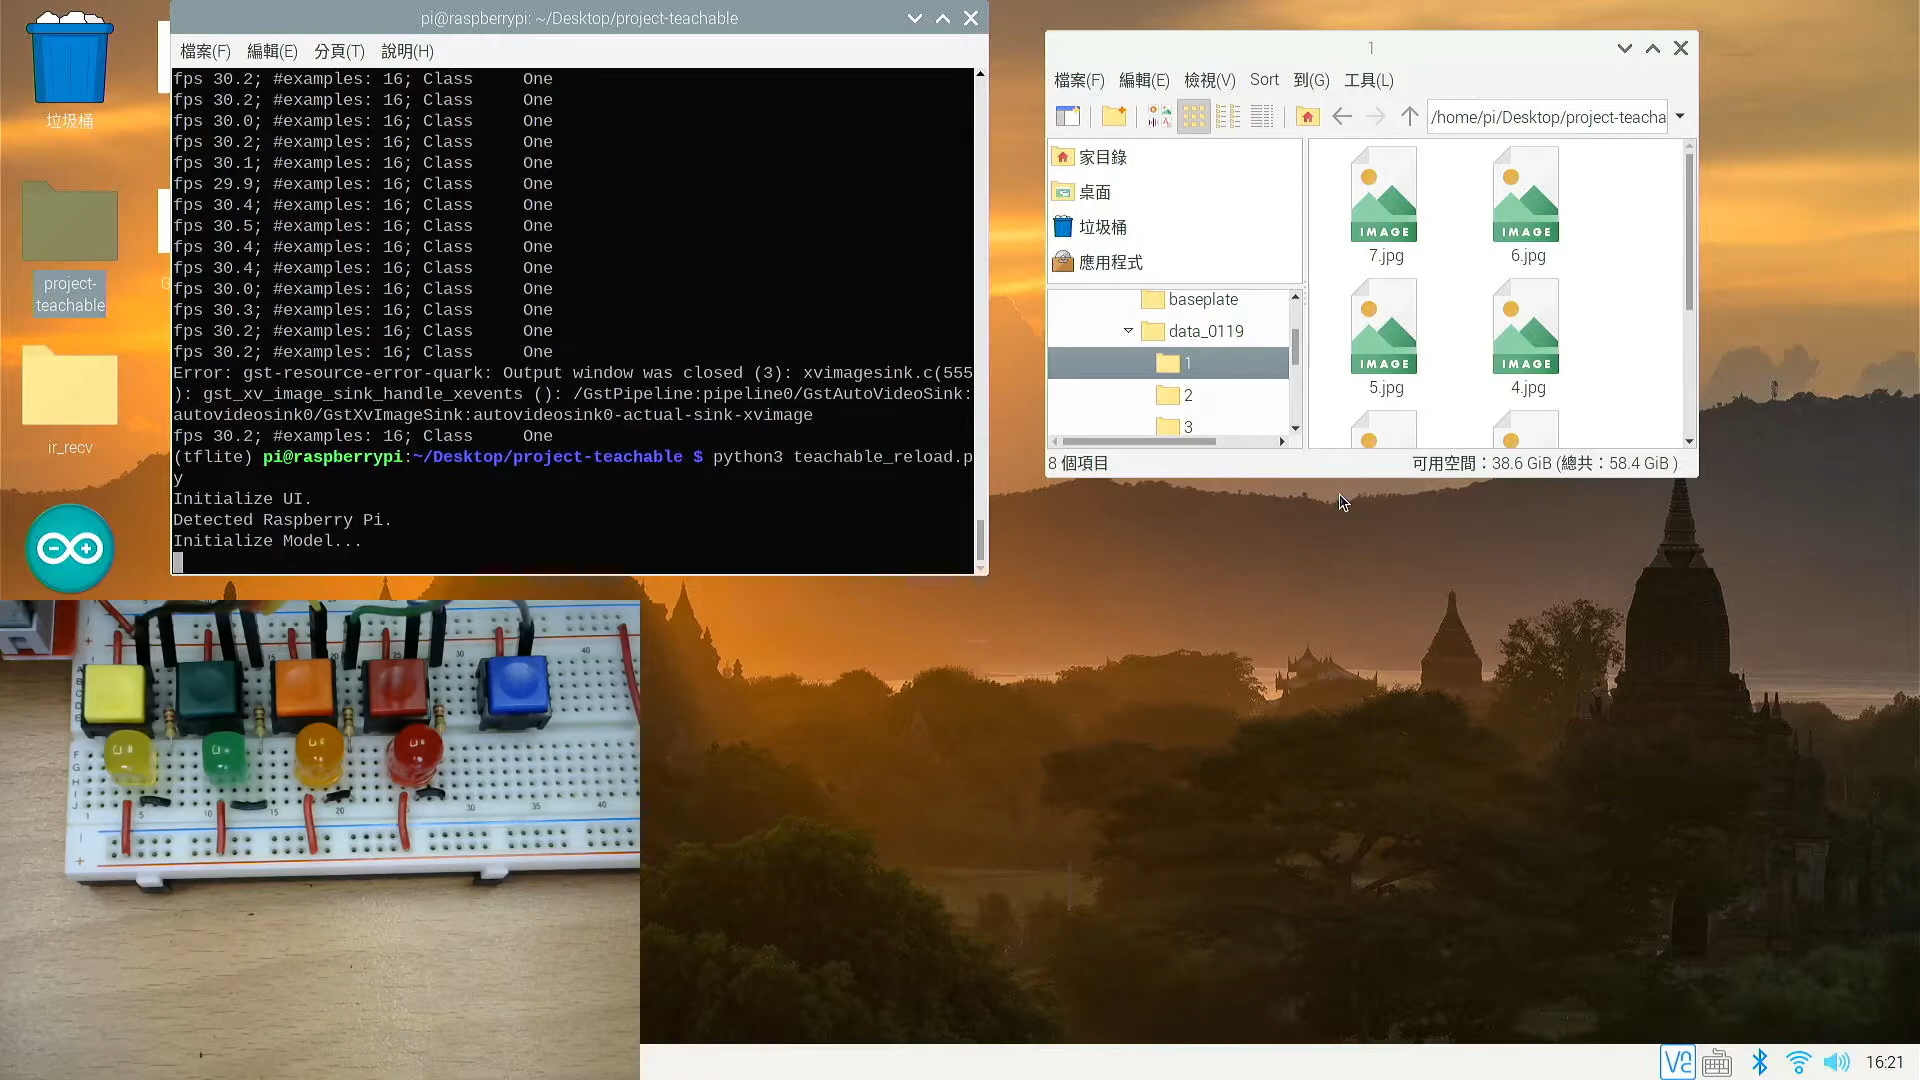 垃圾桶
project-
teachable
ir_recv
pi@raspberrypi: ~/Desktop/project-teachable
檔案(F) 編輯(E) 分頁(T) 說明(H)
fps 30.2; #examples: 16; Class One
fps 30.2; #examples: 16; Class One
fps 30.0; #examples: 16; Class One
fps 30.2; #examples: 16; Class One
fps 30.1; #examples: 16; Class One
fps 29.9; #examples: 16; Class One
fps 30.4; #examples: 16; Class One
fps 30.5; #examples: 16; Class One
fps 30.4; #examples: 16; Class One
fps 30.4; #examples: 16; Class One
fps 30.0; #examples: 16; Class One
fps 30.3; #examples: 16; Class One
fps 30.2; #examples: 16; Class One
fps 30.2; #examples: 16; Class One
Error: gst-resource-error-quark: Output window was closed (3): xvimagesink.c(555
): gst_xv_image_sink_handle_xevents (): /GstPipeline:pipeline0/GstAutoVideoSink:
autovideosink0/GstXvImageSink:autovideosink0-actual-sink-xvimage
fps 30.2; #examples: 16; Class One
(tflite) pi@raspberrypi:~/Desktop/project-teachable $ python3 teachable_reload.p
y
Initialize UI.
Detected Raspberry Pi.
Initialize Model...
1
檔案(F) 編輯(E) 檢視(V) Sort 到(G) 工具(L)
/home/pi/Desktop/project-teacha
家目錄
桌面
垃圾桶
應用程式
baseplate
data_0119
1
2
3
IMAGE IMAGE
7.jpg 6.jpg
IMAGE IMAGE
5.jpg 4.jpg
8 個項目 可用空間：38.6 GiB (總共：58.4 GiB )
25 30 40
A
B
C
D
E
F
G
H
I
J
1 5 10 15 20 30 35 40
16:21